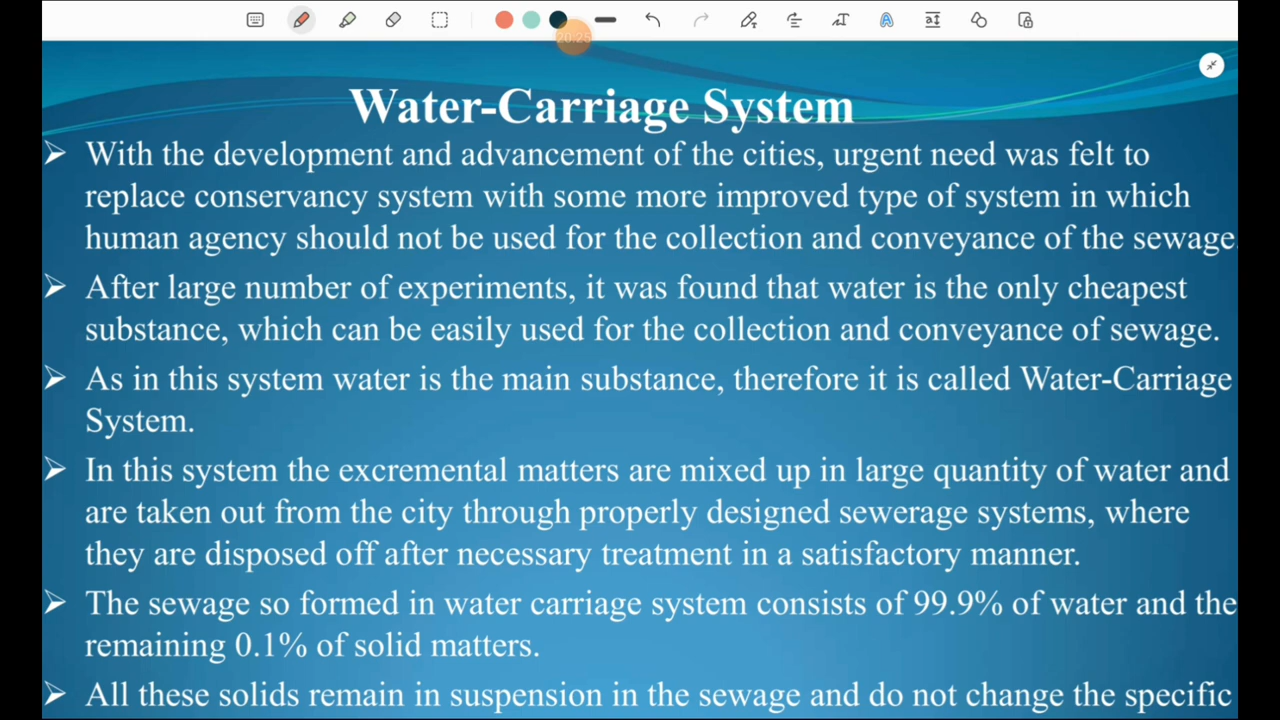 20:25
Water-Carriage System
➢ With the development and advancement of the cities, urgent need was felt to
replace conservancy system with some more improved type of system in which
human agency should not be used for the collection and conveyance of the sewage.
➢ After large number of experiments, it was found that water is the only cheapest
substance, which can be easily used for the collection and conveyance of sewage.
➢ As in this system water is the main substance, therefore it is called Water-Carriage
System.
➢ In this system the excremental matters are mixed up in large quantity of water and
are taken out from the city through properly designed sewerage systems, where
they are disposed off after necessary treatment in a satisfactory manner.
➢ The sewage so formed in water carriage system consists of 99.9% of water and the
remaining 0.1% of solid matters.
➢ All these solids remain in suspension in the sewage and do not change the specific